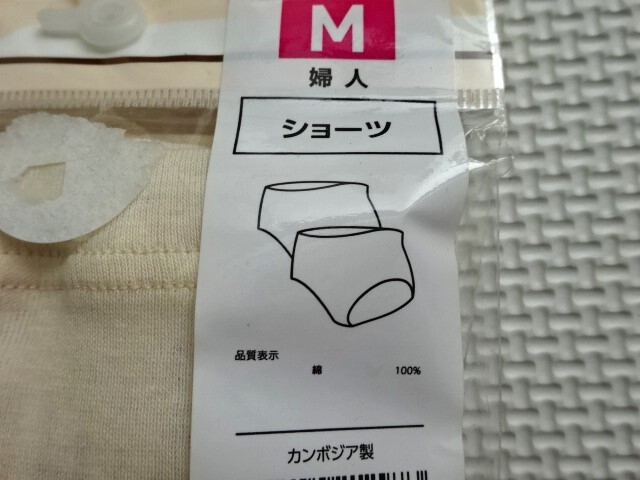 M
婦人
ショーツ
品質表示
綿 100%
カンボジア製